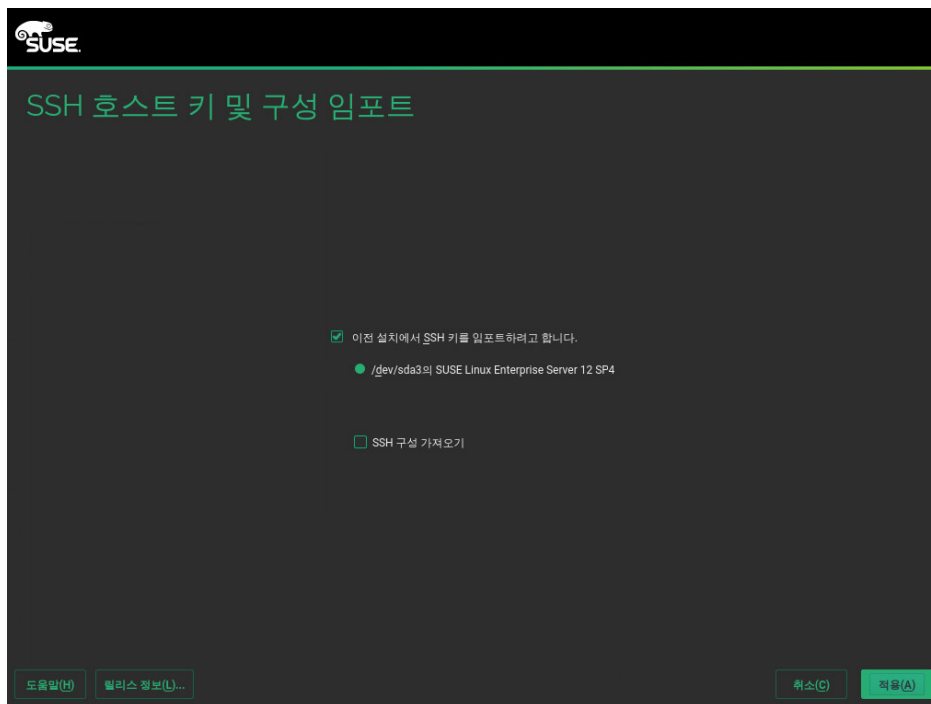 SUSE.
SSH 호스트 키 및 구성 임포트
이전 설치에서 SSH 키를 임포트하려고 합니다.
/dev/sda3의 SUSE Linux Enterprise Server 12 SP4
SSH 구성 가져오기
도움말(H) 릴리스 정보(L)... 취소(C) 적용(A)